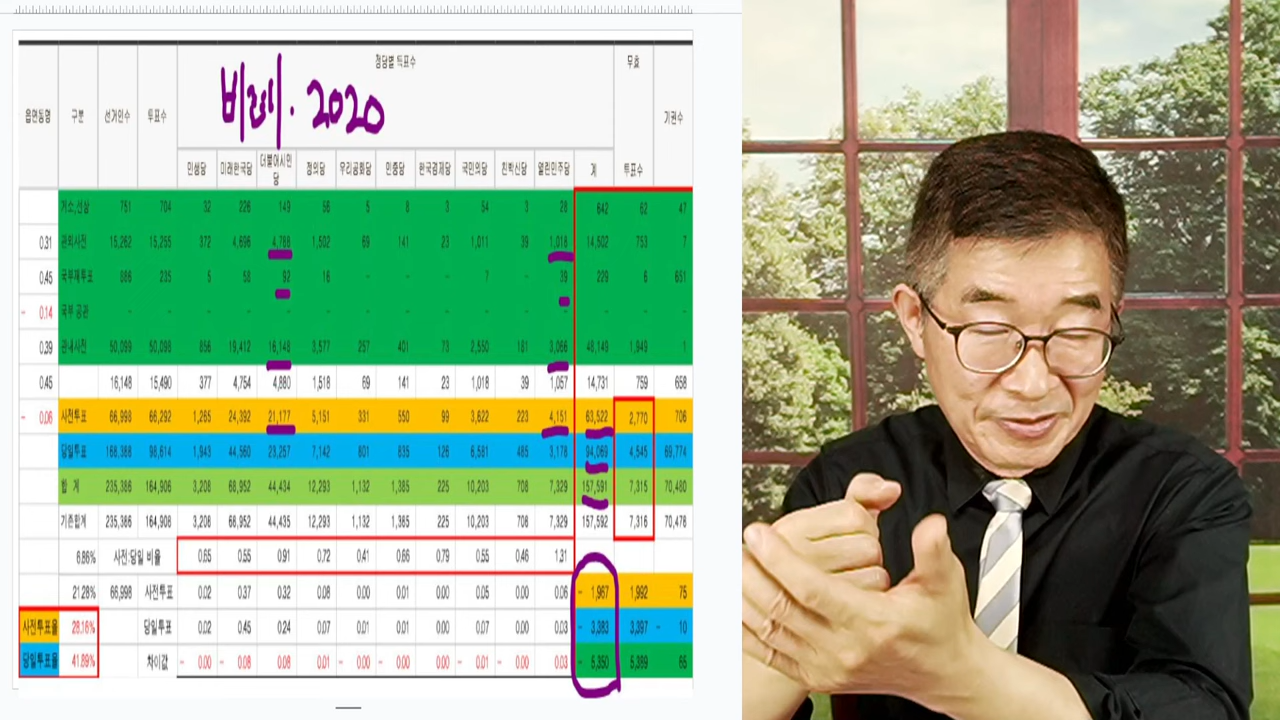 정당별 득표수 무효
비례. 2020
읍면동명 구분 선거인수 투표수 기권수
민생당 미래한국당 더불어시민당 정의당 우리공화당 민중당 한국경제당 국민의당 친박신당 열린민주당 계 투표수
거소,선상 751 704 32 226 149 56 5 8 3 54 3 28 642 62 47
0.31 관외사전 15,262 15,255 372 4,696 4,788 1,502 69 141 23 1,011 39 1,018 14,502 753 7
0.45 국외부재투표 886 235 5 58 92 16 - - - 7 - 39 229 6 651
- 0.14 국외 공관 - - - - - - - - - - - - - - -
0.39 관내사전 50,099 50,098 856 19,412 16,148 3,577 257 401 73 2,550 181 3,066 48,149 1,949 1
0.45 16,148 15,490 377 4,754 4,880 1,518 69 141 23 1,018 39 1,057 14,731 759 658
- 0.06 사전투표 66,998 66,292 1,265 24,392 21,177 5,151 331 550 99 3,622 223 4,151 63,522 2,770 706
당일투표 168,388 98,614 1,943 44,560 23,257 7,142 801 835 126 6,581 485 3,178 94,069 4,545 69,774
합 계 235,386 164,906 3,208 68,952 44,434 12,293 1,132 1,385 225 10,203 708 7,329 157,591 7,315 70,480
기존합계 235,386 164,908 3,208 68,952 44,435 12,293 1,132 1,385 225 10,203 708 7,329 157,592 7,316 70,478
6.86% 사전:당일 비율 0.65 0.55 0.91 0.72 0.41 0.66 0.79 0.55 0.46 1.31
21.28% 66,998 사전투표 0.02 0.37 0.32 0.08 0.00 0.00 0.00 0.05 0.00 0.06 - 1,967 1,992 75
사전투표율 28.16% 당일투표 0.02 0.45 0.24 0.07 0.01 0.01 0.00 0.07 0.00 0.03 - 3,383 3,397 - 10
당일투표율 41.89% 차이값 - 0.00 - 0.08 0.08 0.01 - 0.00 - 0.00 - 0.00 - 0.01 - 0.00 0.03 - 5,350 5,389 65